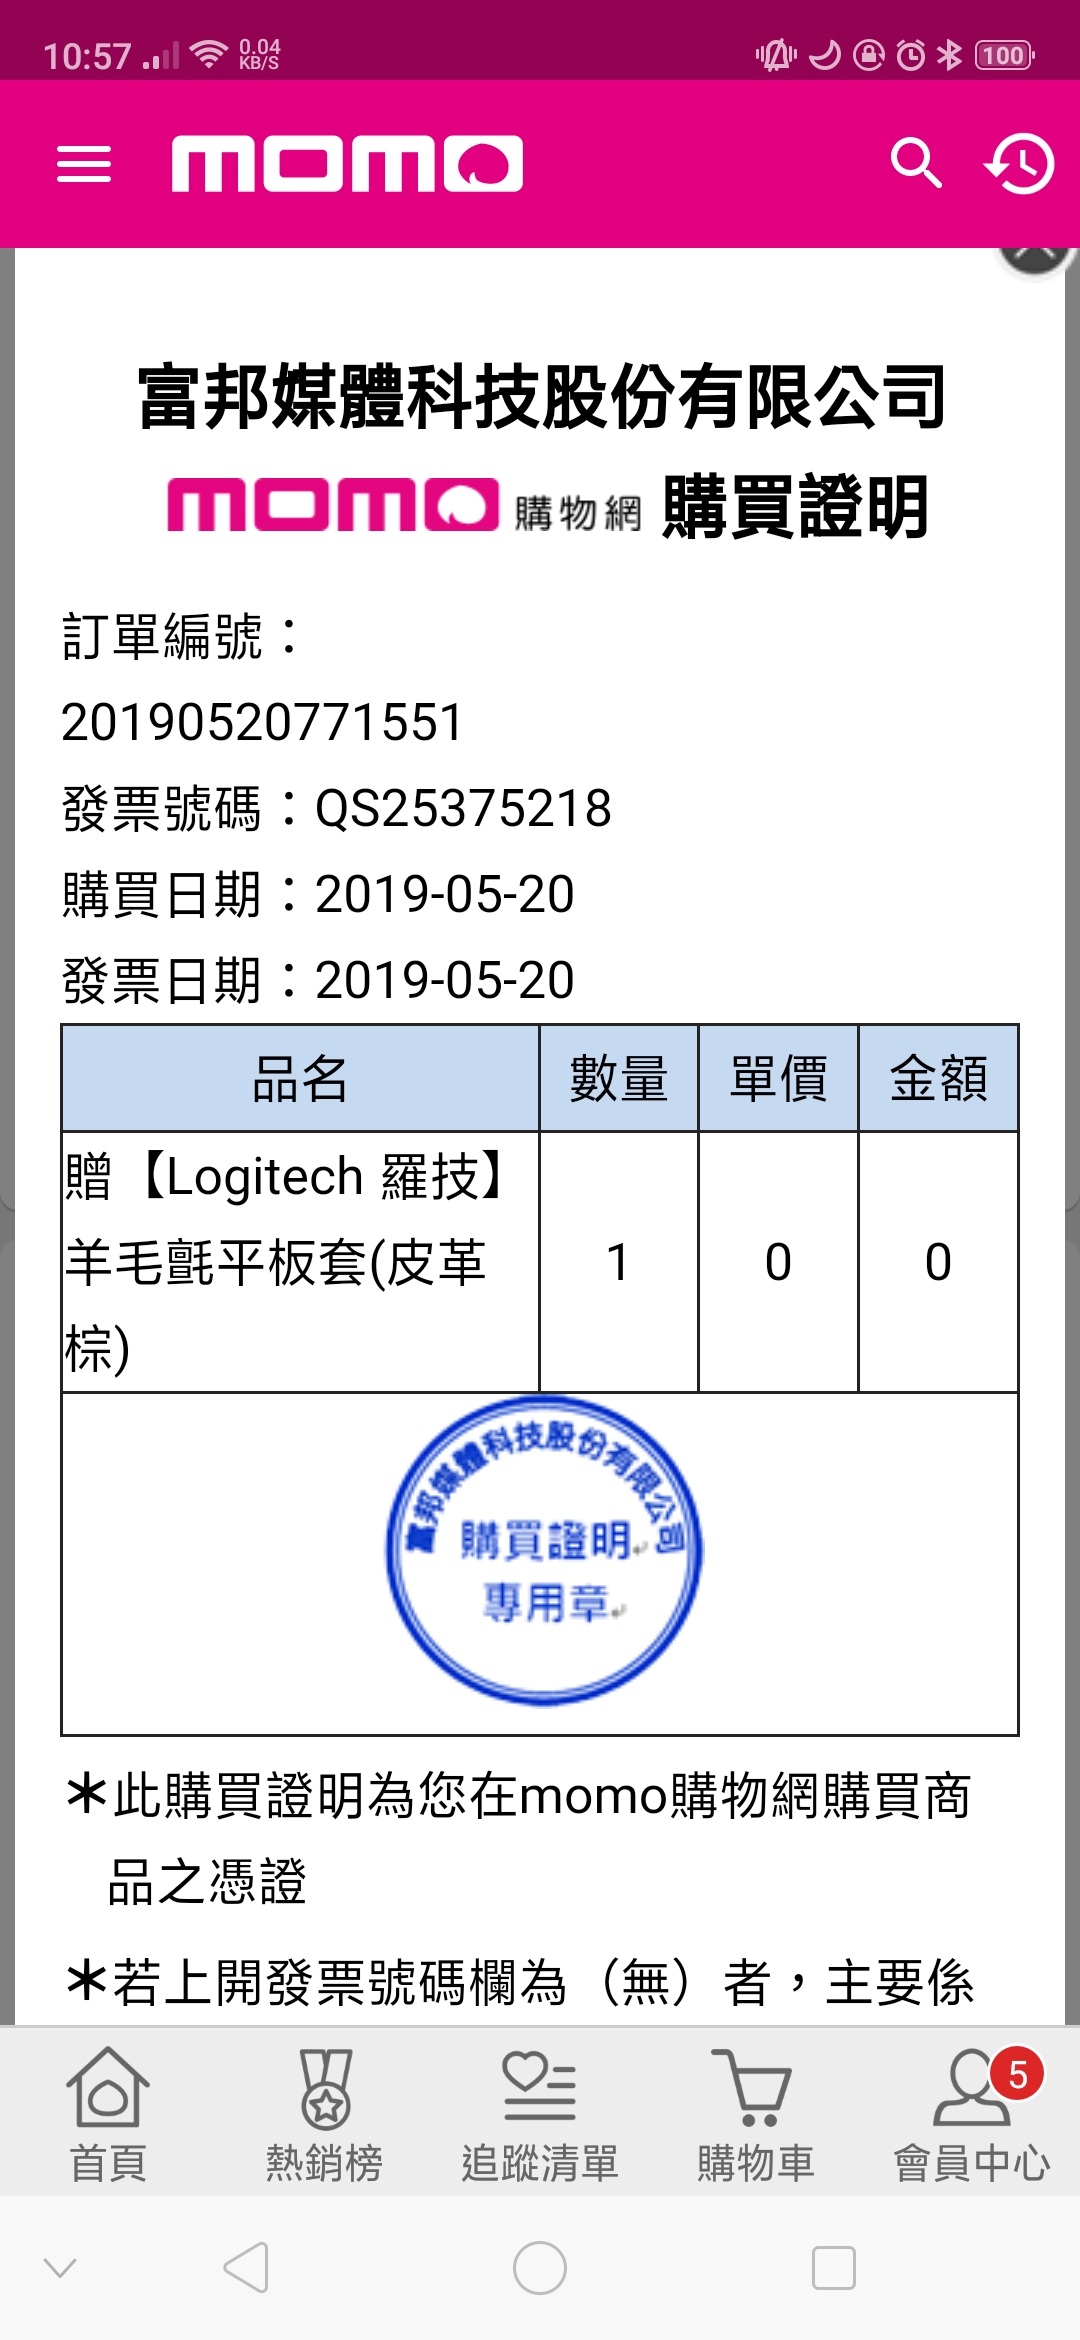 10:57
0.04
KB/S
100
momo
富邦媒體科技股份有限公司
momo 購物網 購買證明
訂單編號：
20190520771551
發票號碼：QS25375218
購買日期：2019-05-20
發票日期：2019-05-20
品名 數量 單價 金額
贈【Logitech 羅技】
羊毛氈平板套(皮革
棕)
1 0 0
富邦媒體科技股份有限公司
購買證明
專用章
＊此購買證明為您在momo購物網購買商
品之憑證
＊若上開發票號碼欄為（無）者，主要係
5
首頁 熱銷榜 追蹤清單 購物車 會員中心